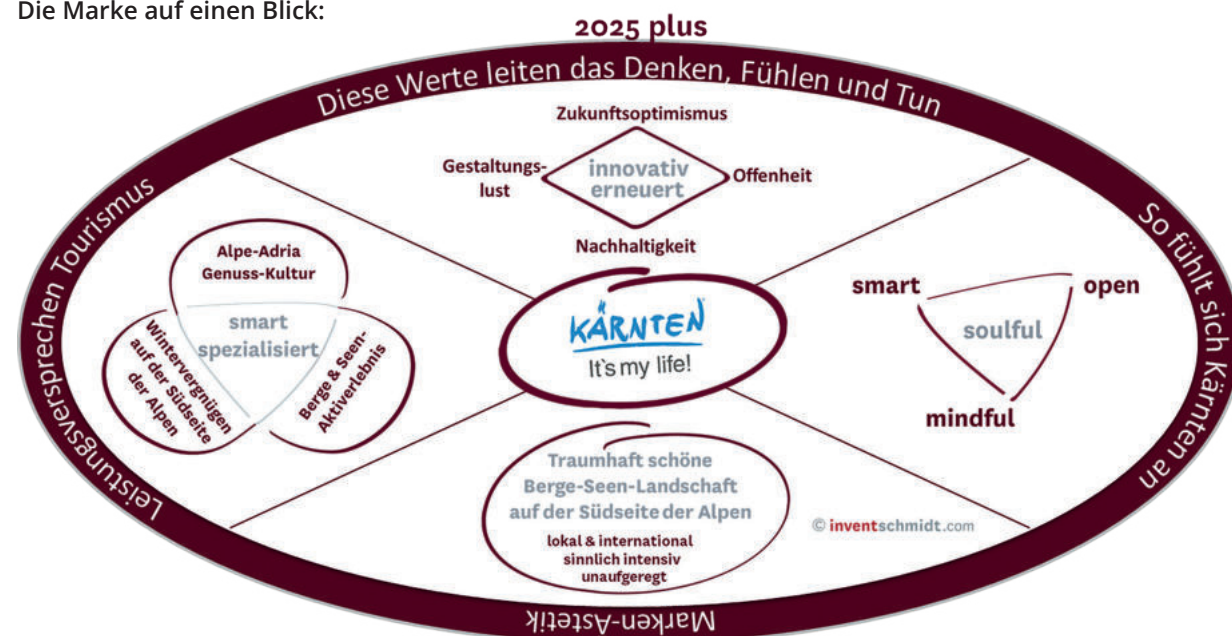 Die Marke auf einen Blick:
2025 plus
Diese Werte leiten das Denken, Fühlen und Tun
Zukunftsoptimismus
Gestaltungs-
lust
innovativ
erneuert
Offenheit
Nachhaltigkeit
Leistungsversprechen Tourismus
Alpe-Adria
Genuss-Kultur
smart
spezialisiert
Wintervergnügen
auf der Südseite
der Alpen
Berge & Seen-
Aktiverlebnis
KÄRNTEN
It's my life!
So fühlt sich Kärnten an
smart
open
soulful
mindful
Traumhaft schöne
Berge-Seen-Landschaft
auf der Südseite der Alpen
lokal & international
sinnlich intensiv
unaufgeregt
© inventschmidt.com
Marken-Ästetik